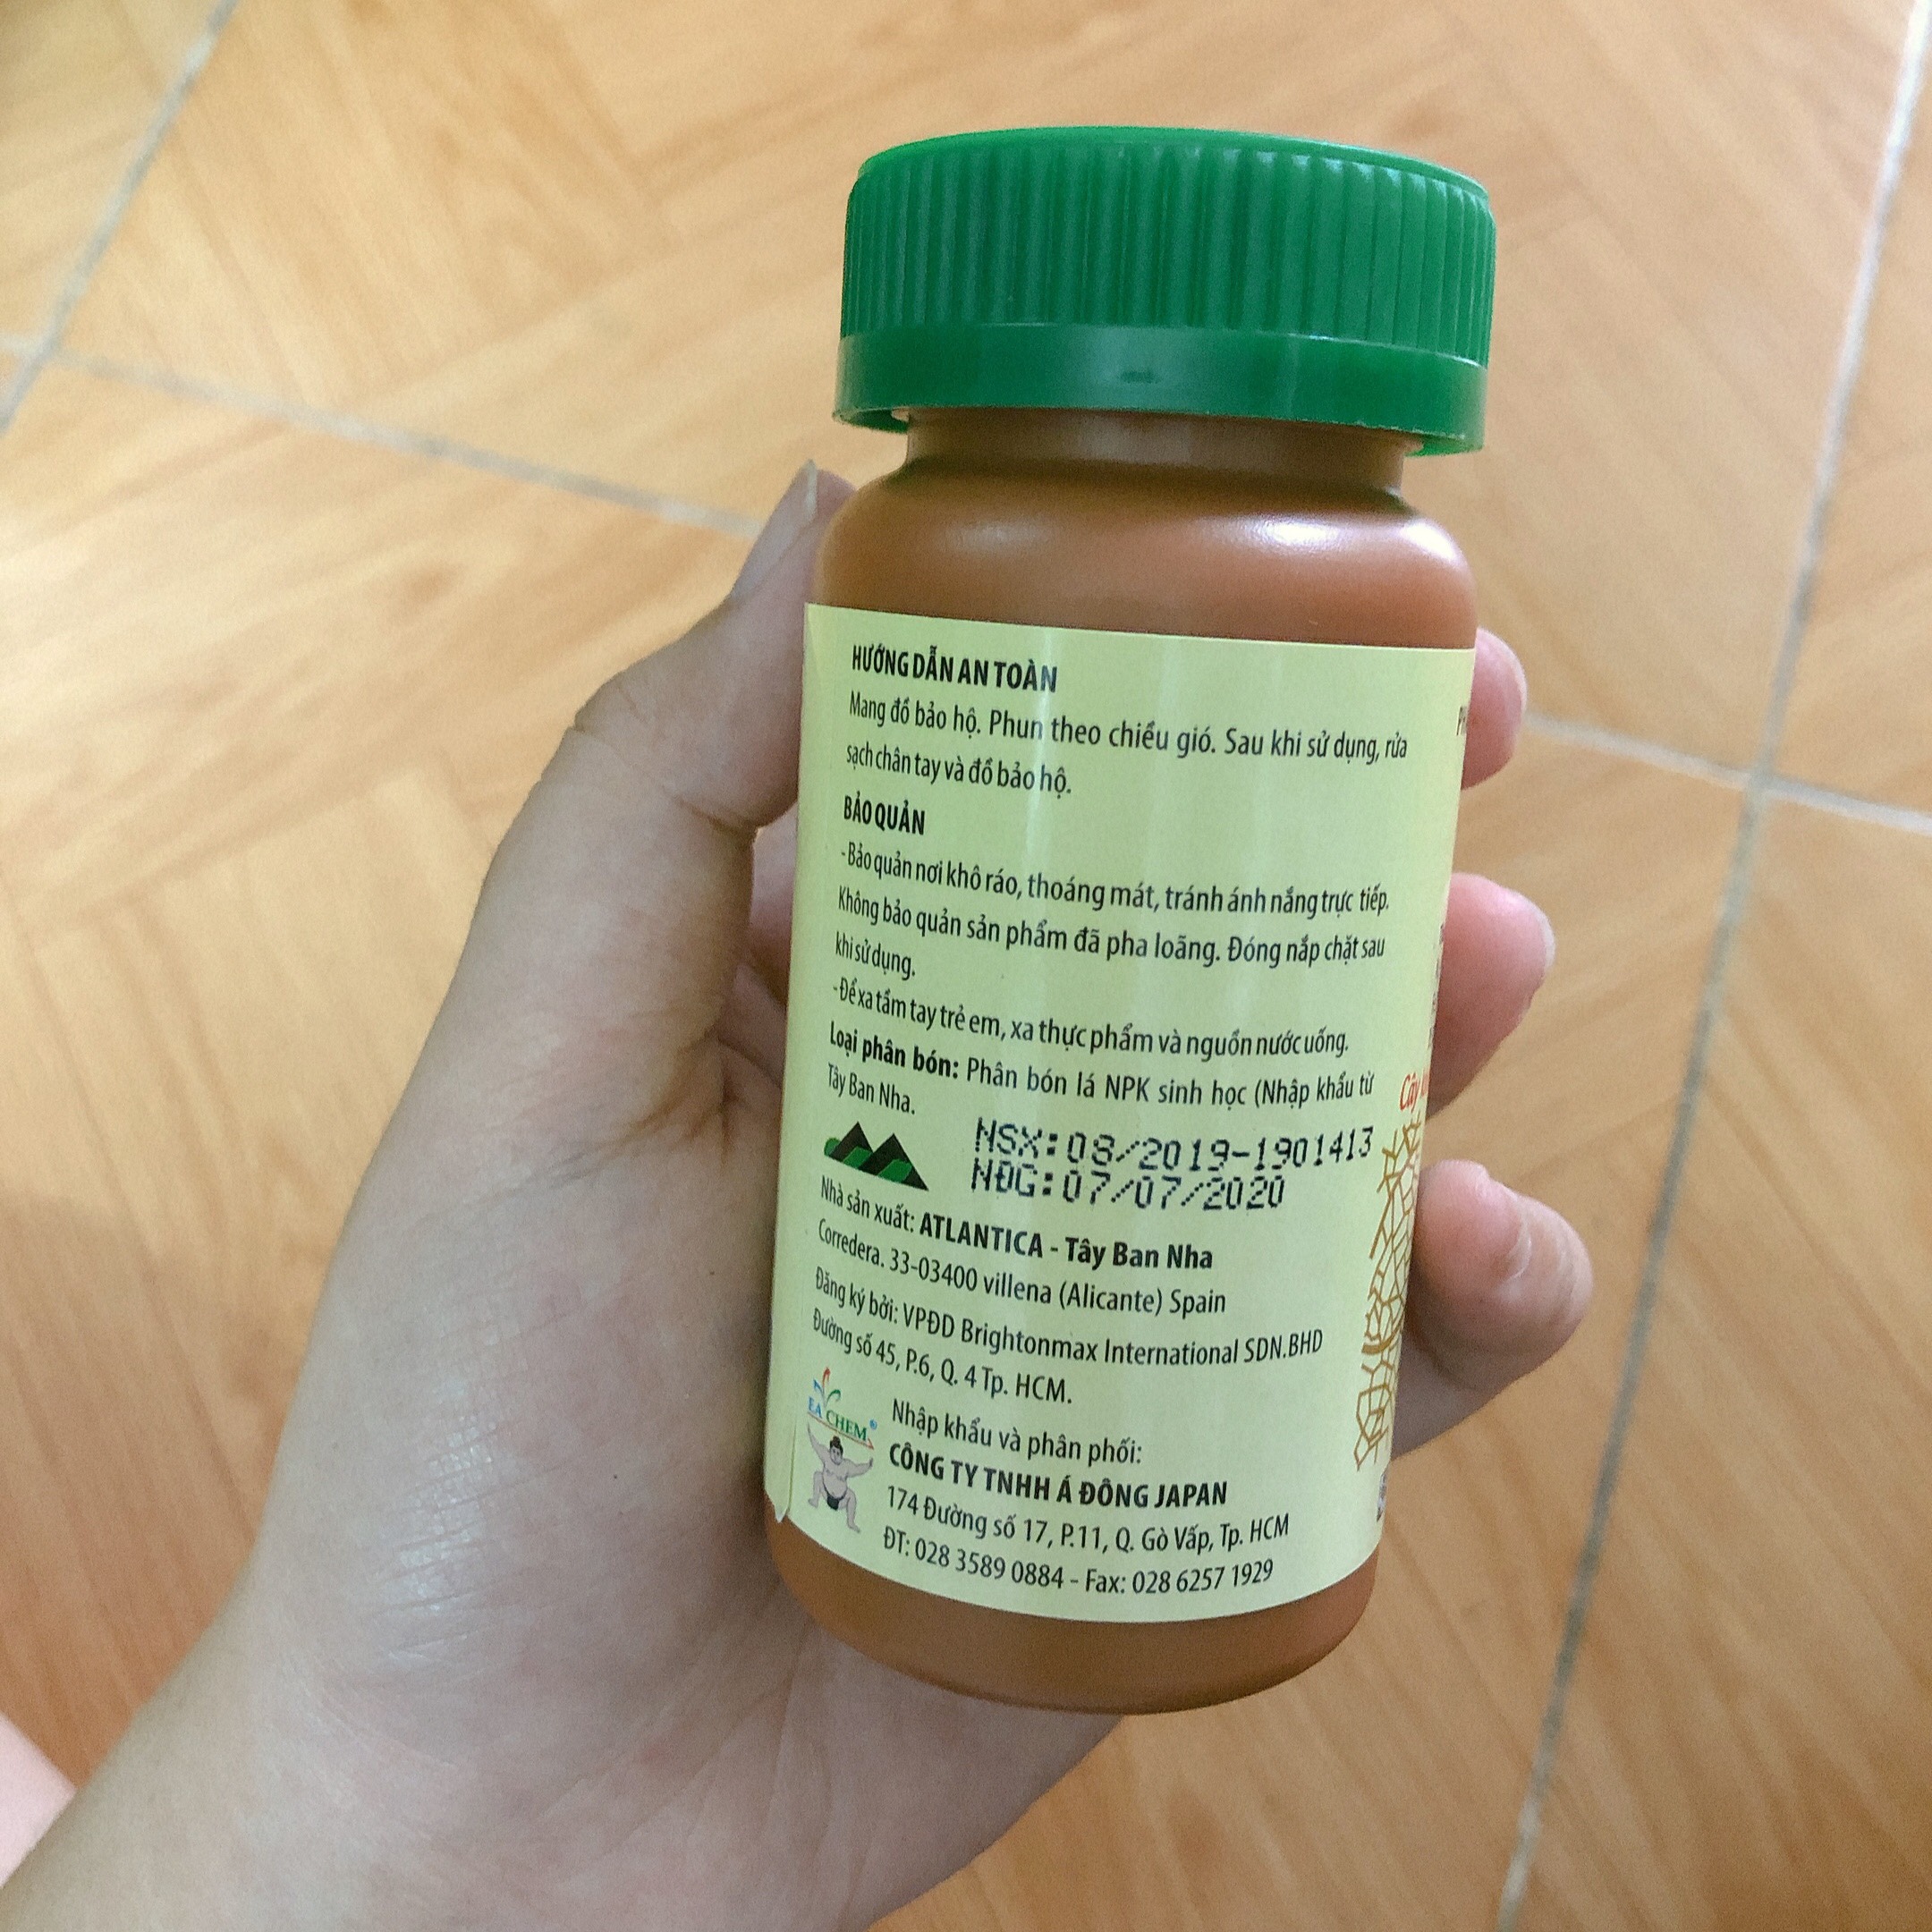 HƯỚNG DẪN AN TOÀN
Mang đồ bảo hộ. Phun theo chiều gió. Sau khi sử dụng, rửa
sạch chân tay và đồ bảo hộ.
BẢO QUẢN
- Bảo quản nơi khô ráo, thoáng mát, tránh ánh nắng trực tiếp.
Không bảo quản sản phẩm đã pha loãng. Đóng nắp chặt sau
khi sử dụng.
- Để xa tầm tay trẻ em, xa thực phẩm và nguồn nước uống.
Loại phân bón: Phân bón lá NPK sinh học (Nhập khẩu từ
Tây Ban Nha.
NSX:08/2019-1901413
NĐG:07/07/2020
Nhà sản xuất: ATLANTICA - Tây Ban Nha
Corredera. 33-03400 villena (Alicante) Spain
Đăng ký bởi: VPĐD Brightonmax International SDN.BHD
Đường số 45, P.6, Q. 4 Tp. HCM.
EA CHEM®
Nhập khẩu và phân phối:
CÔNG TY TNHH Á ĐÔNG JAPAN
174 Đường số 17, P.11, Q. Gò Vấp, Tp. HCM
ĐT: 028 3589 0884 - Fax: 028 6257 1929
Cây